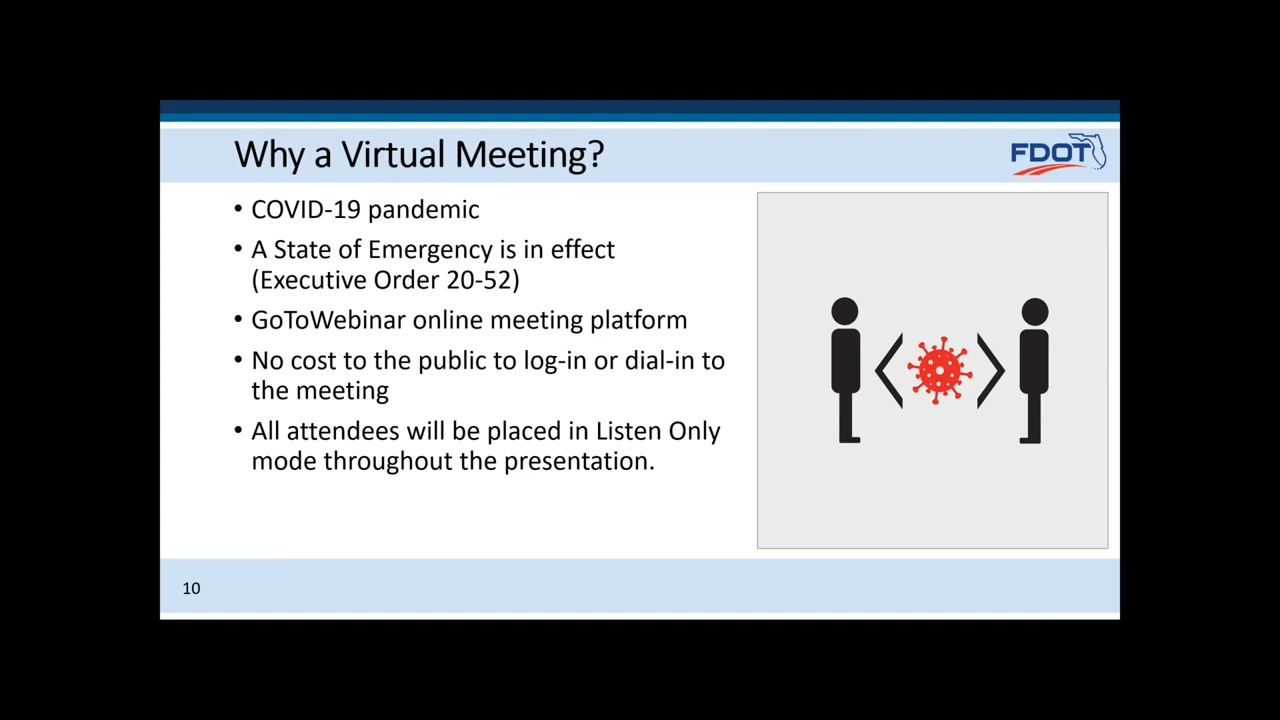 Why a Virtual Meeting?
FDOT
• COVID-19 pandemic
• A State of Emergency is in effect
(Executive Order 20-52)
• GoToWebinar online meeting platform
• No cost to the public to log-in or dial-in to
the meeting
• All attendees will be placed in Listen Only
mode throughout the presentation.
10